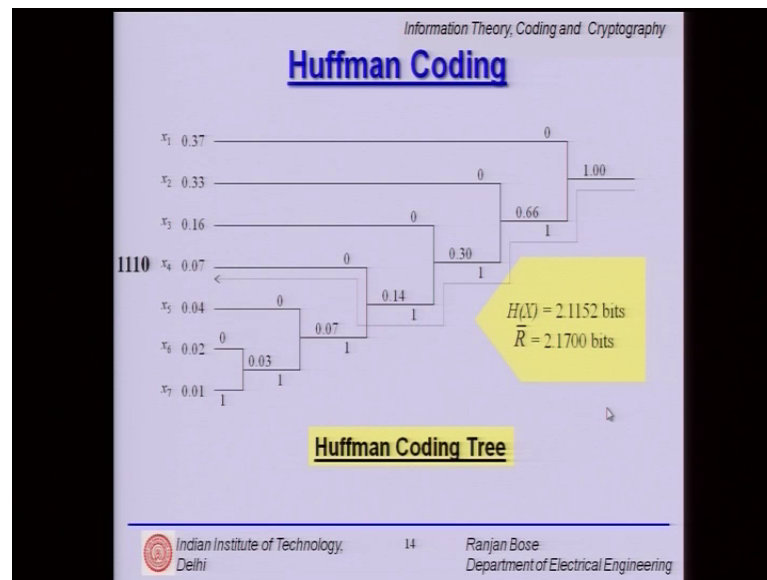 Information Theory, Coding and Cryptography
Huffman Coding
x1 0.37
0
1.00
x2 0.33
0
0.66
1
x3 0.16
0
0.30
1
1110 x4 0.07
0
0.14
1
x5 0.04
0
0.07
1
x6 0.02
0
0.03
1
x7 0.01
1
H(X) = 2.1152 bits
R̅ = 2.1700 bits
Huffman Coding Tree
Indian Institute of Technology,
Delhi
14
Ranjan Bose
Department of Electrical Engineering